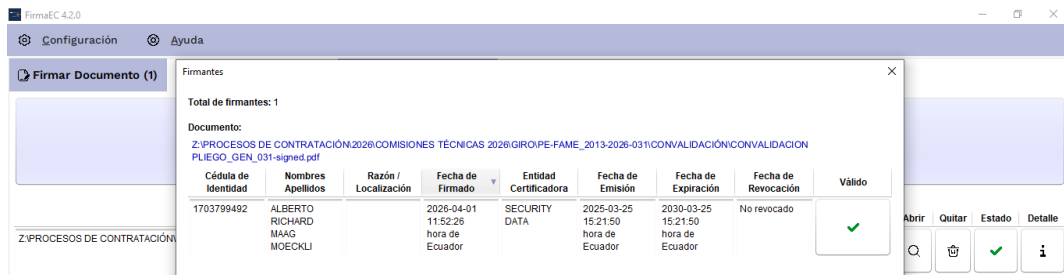 FirmaEC 4.2.0
Configuración Ayuda
Firmar Documento (1)
Firmantes
Total de firmantes: 1
Documento:
Z:\PROCESOS DE CONTRATACIÓN\2026\COMISIONES TÉCNICAS 2026\GIRO\PE-FAME_2013-2026-031\CONVALIDACIÓN\CONVALIDACION
PLIEGO_GEN_031-signed.pdf
Cédula de Identidad Nombres Apellidos Razón / Localización Fecha de Firmado Entidad Certificadora Fecha de Emisión Fecha de Expiración Fecha de Revocación Válido
1703799492 ALBERTO RICHARD MAAG MOECKLI 2026-04-01 11:52:26 hora de Ecuador SECURITY DATA 2025-03-25 15:21:50 hora de Ecuador 2030-03-25 15:21:50 hora de Ecuador No revocado
Abrir Quitar Estado Detalle
Z:\PROCESOS DE CONTRATACIÓN\